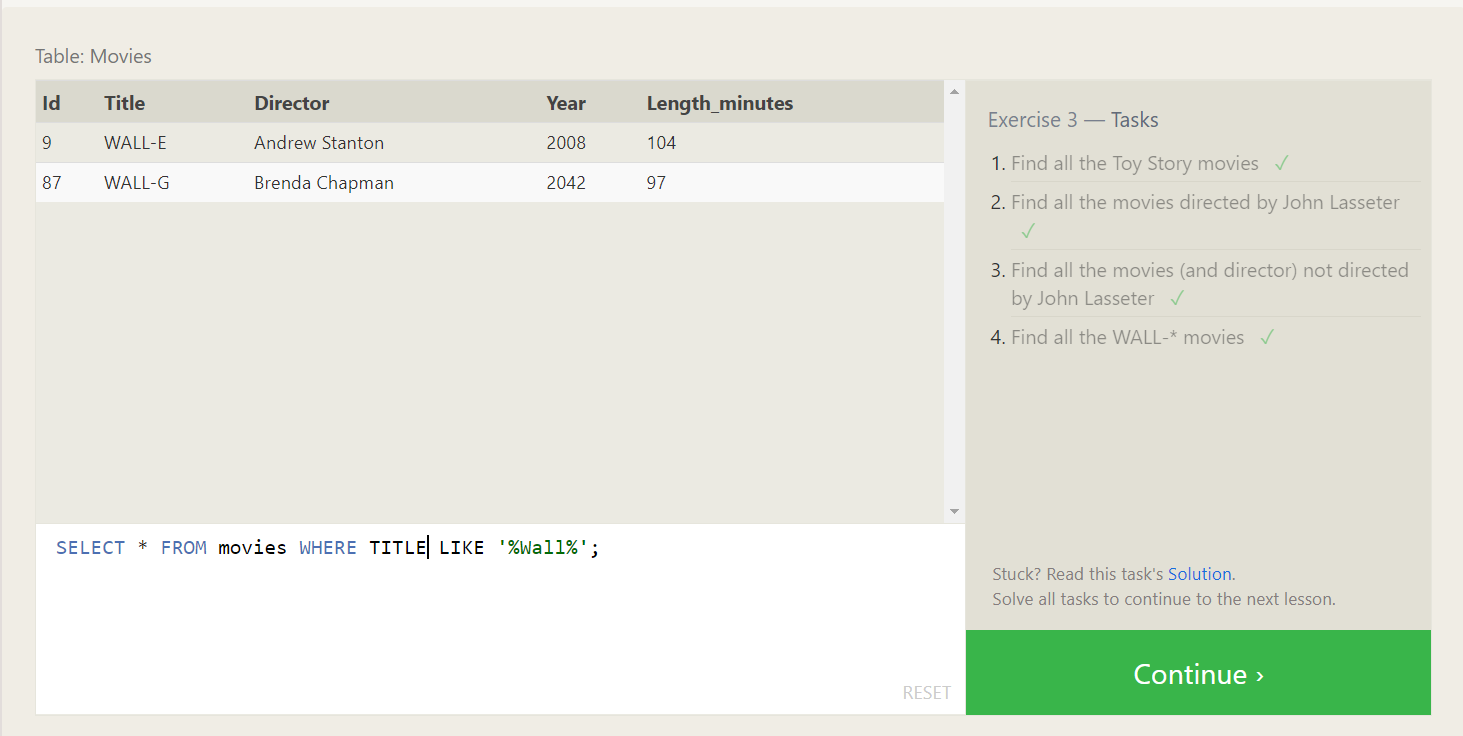 Table: Movies
Id Title Director Year Length_minutes
9 WALL-E Andrew Stanton 2008 104
87 WALL-G Brenda Chapman 2042 97
SELECT * FROM movies WHERE TITLE LIKE '%Wall%';
RESET
Exercise 3 — Tasks
1. Find all the Toy Story movies ✓
2. Find all the movies directed by John Lasseter
✓
3. Find all the movies (and director) not directed
by John Lasseter ✓
4. Find all the WALL-* movies ✓
Stuck? Read this task's Solution.
Solve all tasks to continue to the next lesson.
Continue ›